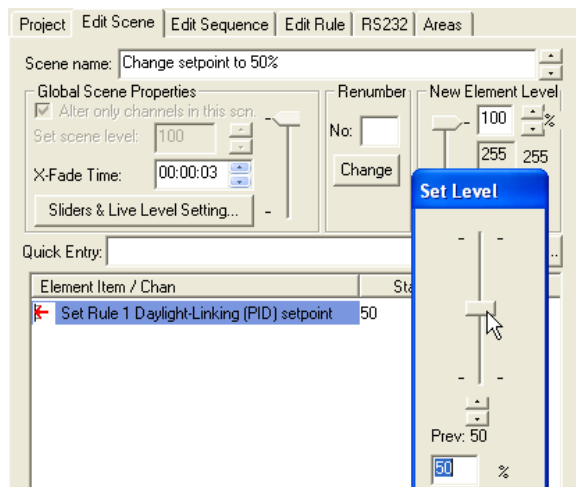 Project Edit Scene Edit Sequence Edit Rule RS232 Areas
Scene name: Change setpoint to 50%
Global Scene Properties Renumber New Element Level
Alter only channels in this scn.
Set scene level: 100
No:
100 %
255 255
X-Fade Time: 00:00:03
Change
Set Level
Sliders & Live Level Setting...
Quick Entry:
..
Element Item / Chan Sta
Set Rule 1 Daylight-Linking (PID) setpoint 50
Prev: 50
50 %